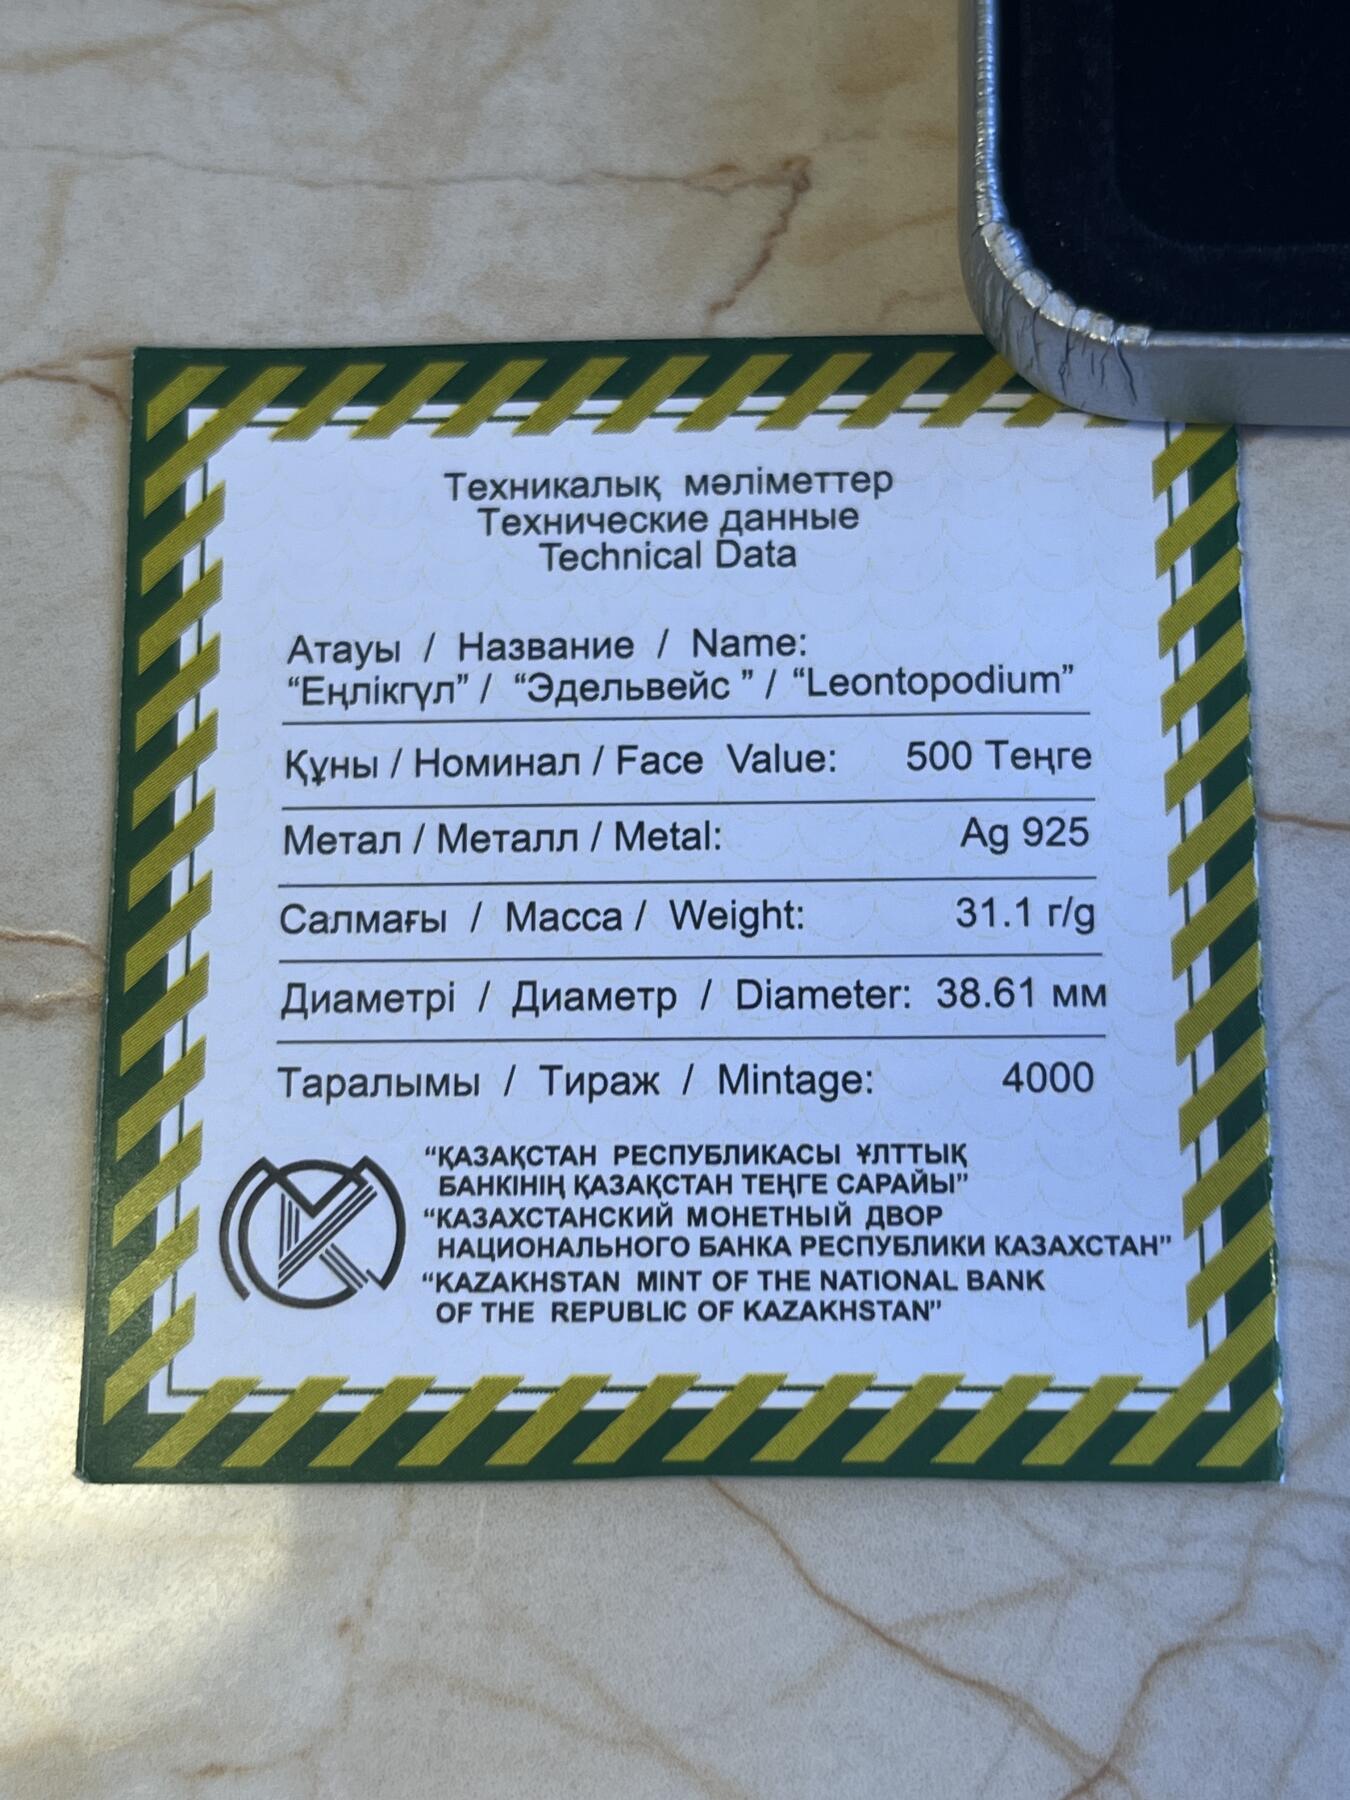 Техникалық мәліметтер
Технические данные
Technical Data
Атауы / Название / Name:
“Еңлікгүл” / “Эдельвейс ” / “Leontopodium”
Құны / Номинал / Face Value: 500 Теңге
Метал / Металл / Metal: Ag 925
Салмағы / Масса / Weight: 31.1 г/g
Диаметрі / Диаметр / Diameter: 38.61 мм
Таралымы / Тираж / Mintage: 4000
“ҚАЗАҚСТАН РЕСПУБЛИКАСЫ ҰЛТТЫҚ
БАНКІНІҢ ҚАЗАҚСТАН ТЕҢГЕ САРАЙЫ”
“КАЗАХСТАНСКИЙ МОНЕТНЫЙ ДВОР
НАЦИОНАЛЬНОГО БАНКА РЕСПУБЛИКИ КАЗАХСТАН”
“KAZAKHSTAN MINT OF THE NATIONAL BANK
OF THE REPUBLIC OF KAZAKHSTAN”